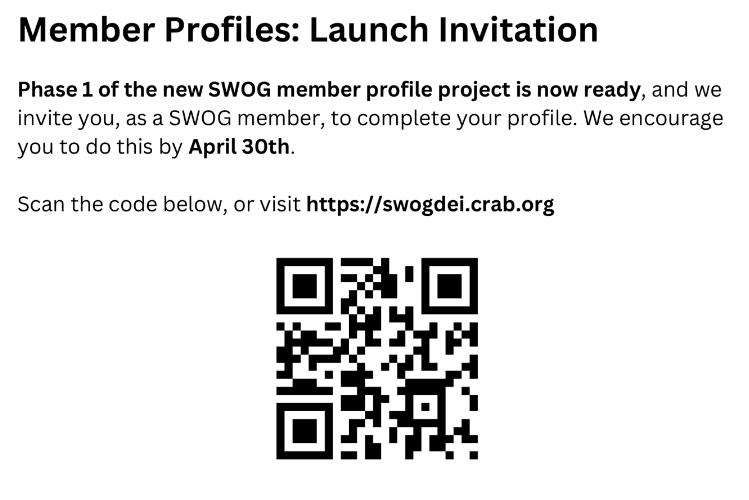 Member Profiles: Launch Invitation
Phase 1 of the new SWOG member profile project is now ready, and we
invite you, as a SWOG member, to complete your profile. We encourage
you to do this by April 30th.
Scan the code below, or visit https://swogdei.crab.org